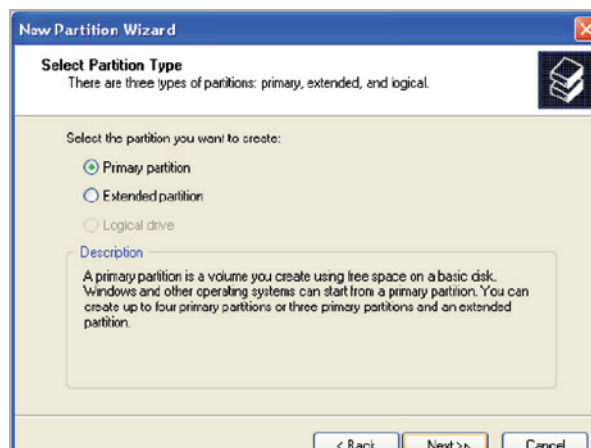 New Partition Wizard
Select Partition Type
There are three types of partitions: primary, extended, and logical.
Select the partition you want to create:
Primary partition
Extended partition
Logical drive
Description
A primary partition is a volume you create using free space on a basic disk.
Windows and other operating systems can start from a primary partition. You can
create up to four primary partitions or three primary partitions and an extended
partition.
< Back Next > Cancel